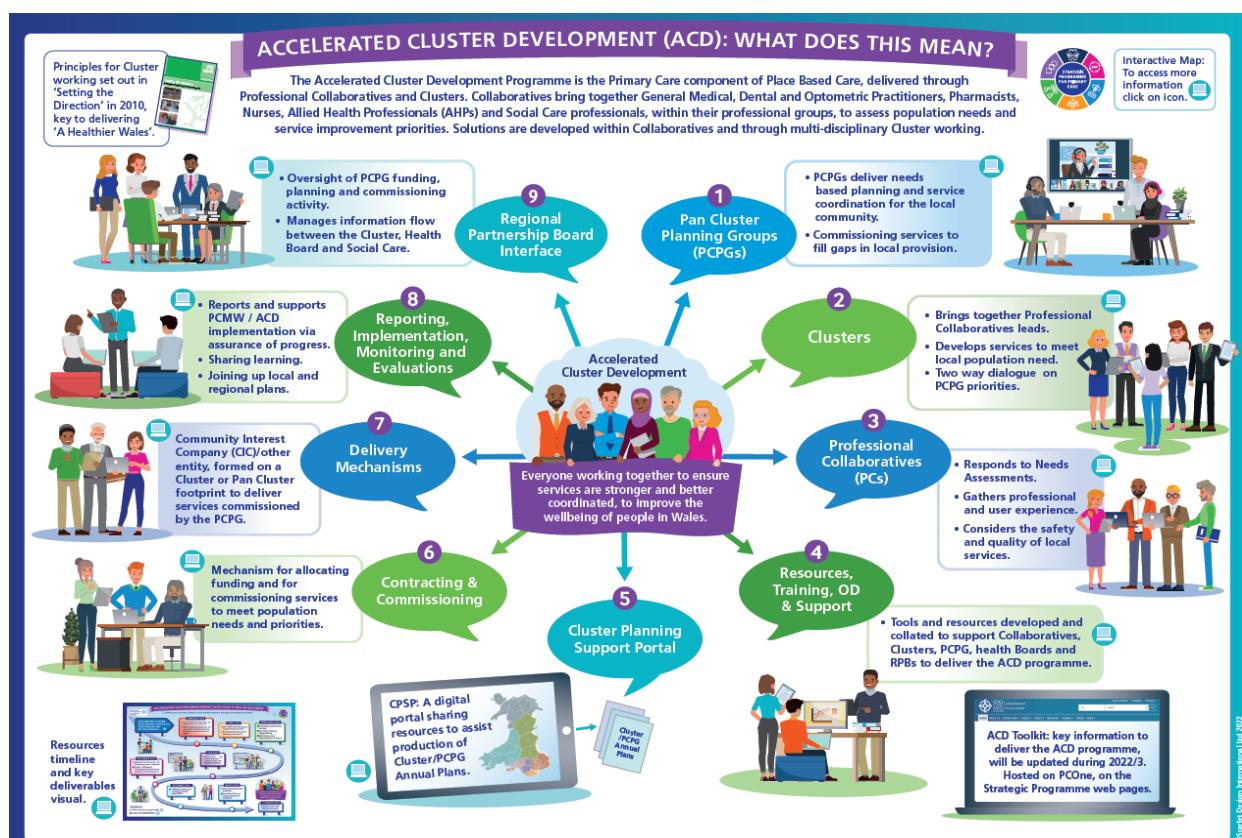 ACCELERATED CLUSTER DEVELOPMENT (ACD): WHAT DOES THIS MEAN?
Principles for Cluster
working set out in
‘Setting the
Direction’ in 2010,
key to delivering
‘A Healthier Wales’.
The Accelerated Cluster Development Programme is the Primary Care component of Place Based Care, delivered through
Professional Collaboratives and Clusters. Collaboratives bring together General Medical, Dental and Optometric Practitioners, Pharmacists,
Nurses, Allied Health Professionals (AHPs) and Social Care professionals, within their professional groups, to assess population needs and
service improvement priorities. Solutions are developed within Collaboratives and through multi-disciplinary Cluster working.
STRATEGIC
PROGRAMME
FOR PRIMARY
CARE
Interactive Map:
To access more
information
click on icon.
• Oversight of PCPG funding,
planning and commissioning
activity.
• Manages information flow
between the Cluster, Health
Board and Social Care.
9
Regional
Partnership Board
Interface
1
Pan Cluster
Planning Groups
(PCPGs)
• PCPGs deliver needs
based planning and service
coordination for the local
community.
• Commissioning services to
fill gaps in local provision.
• Reports and supports
PCMW / ACD
implementation via
assurance of progress.
• Sharing learning.
• Joining up local and
regional plans.
8
Reporting,
Implementation,
Monitoring and
Evaluations
2
Clusters
• Brings together Professional
Collaboratives leads.
• Develops services to meet
local population need.
• Two way dialogue on
PCPG priorities.
Accelerated
Cluster Development
Everyone working together to ensure
services are stronger and better
coordinated, to improve the
wellbeing of people in Wales.
Community Interest
Company (CIC)/other
entity, formed on a
Cluster or Pan Cluster
footprint to deliver
services commissioned
by the PCPG.
7
Delivery
Mechanisms
3
Professional
Collaboratives
(PCs)
• Responds to Needs
Assessments.
• Gathers professional
and user experience.
• Considers the safety
and quality of local
services.
Mechanism for allocating
funding and for
commissioning services
to meet population
needs and priorities.
6
Contracting &
Commissioning
5
Cluster Planning
Support Portal
4
Resources,
Training, OD
& Support
• Tools and resources developed and
collated to support Collaboratives,
Clusters, PCPG, health Boards and
RPBs to deliver the ACD programme.
Resources
timeline
and key
deliverables
visual.
CPSP: A digital
portal sharing
resources to assist
production of
Cluster/PCPG
Annual Plans.
Cluster
/PCPG
Annual
Plans
ACD Toolkit: key information to
deliver the ACD programme,
will be updated during 2022/3.
Hosted on PCOne, on the
Strategic Programme web pages.
Design International Ltd 2022